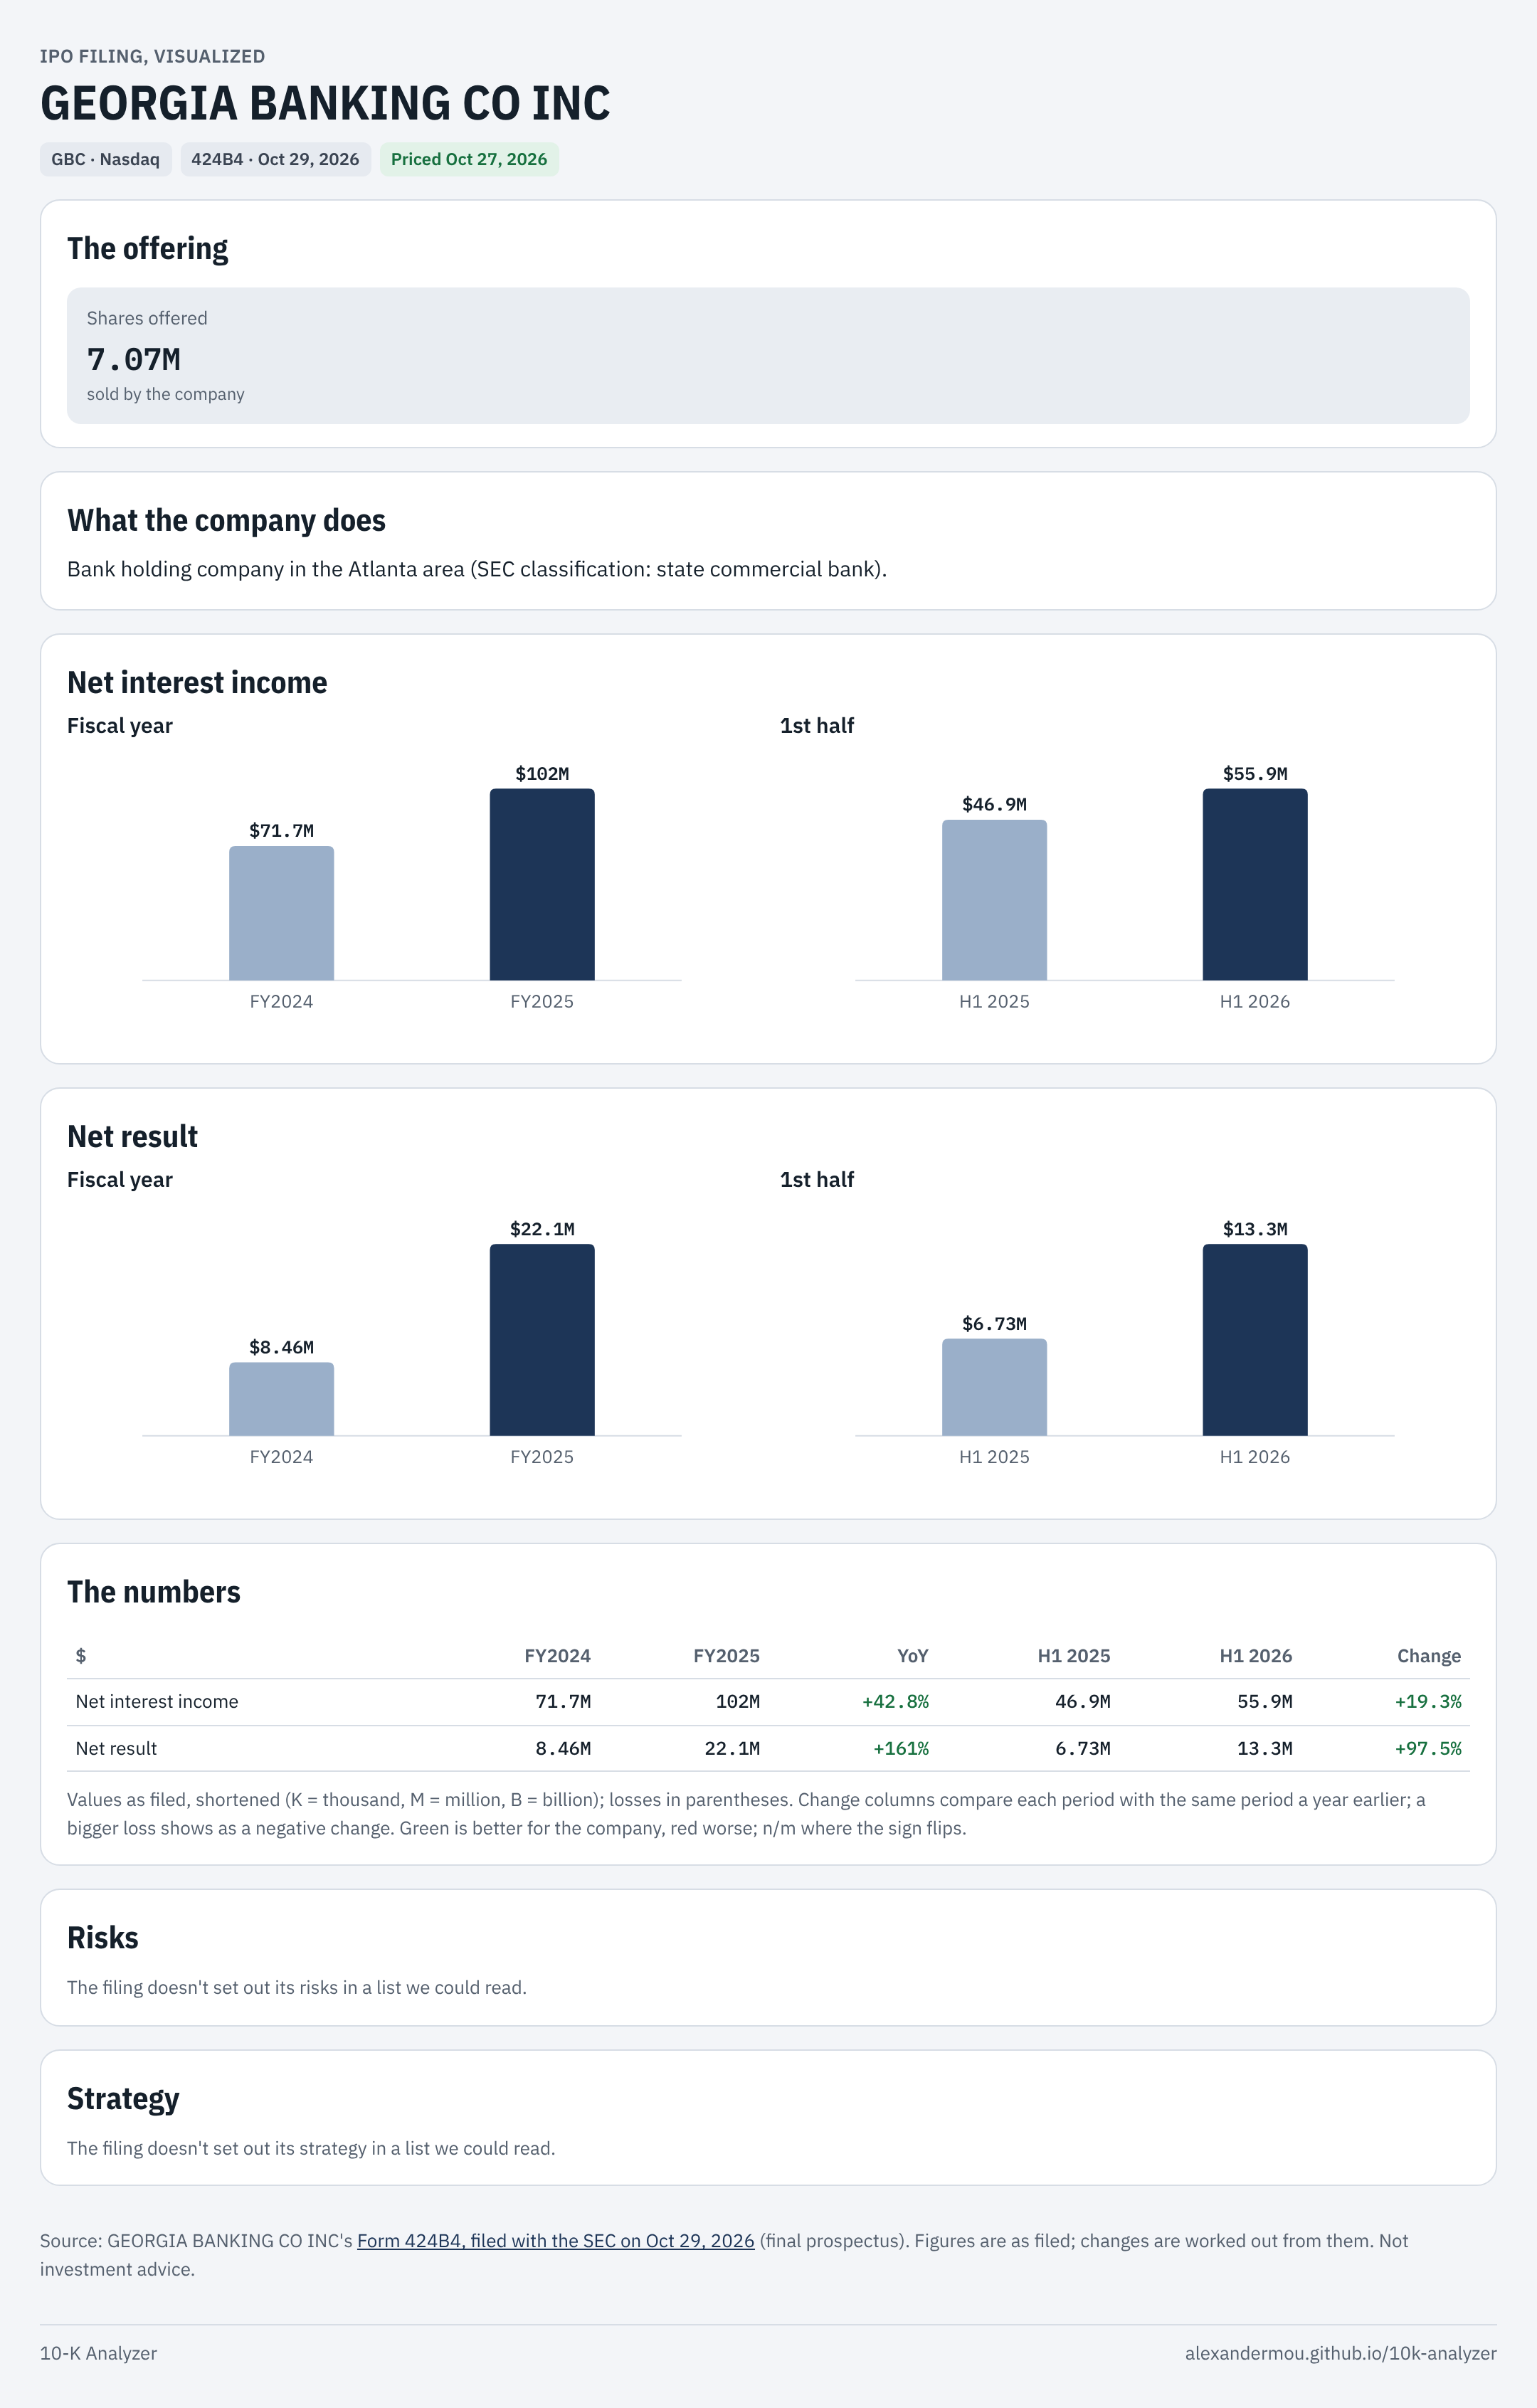 IPO FILING, VISUALIZED
GEORGIA BANKING CO INC
GBC · Nasdaq
424B4 · Oct 29, 2026
Priced Oct 27, 2026
The offering
Shares offered
7.07M
sold by the company
What the company does
Bank holding company in the Atlanta area (SEC classification: state commercial bank).
Net interest income
Fiscal year
$71.7M
$102M
FY2024
FY2025
1st half
$46.9M
$55.9M
H1 2025
H1 2026
Net result
Fiscal year
$8.46M
$22.1M
FY2024
FY2025
1st half
$6.73M
$13.3M
H1 2025
H1 2026
The numbers
$ FY2024 FY2025 YoY H1 2025 H1 2026 Change
Net interest income 71.7M 102M +42.8% 46.9M 55.9M +19.3%
Net result 8.46M 22.1M +161% 6.73M 13.3M +97.5%
Values as filed, shortened (K = thousand, M = million, B = billion); losses in parentheses. Change columns compare each period with the same period a year earlier; a
bigger loss shows as a negative change. Green is better for the company, red worse; n/m where the sign flips.
Risks
The filing doesn't set out its risks in a list we could read.
Strategy
The filing doesn't set out its strategy in a list we could read.
Source: GEORGIA BANKING CO INC's Form 424B4, filed with the SEC on Oct 29, 2026 (final prospectus). Figures are as filed; changes are worked out from them. Not
investment advice.
10-K Analyzer
alexandermou.github.io/10k-analyzer